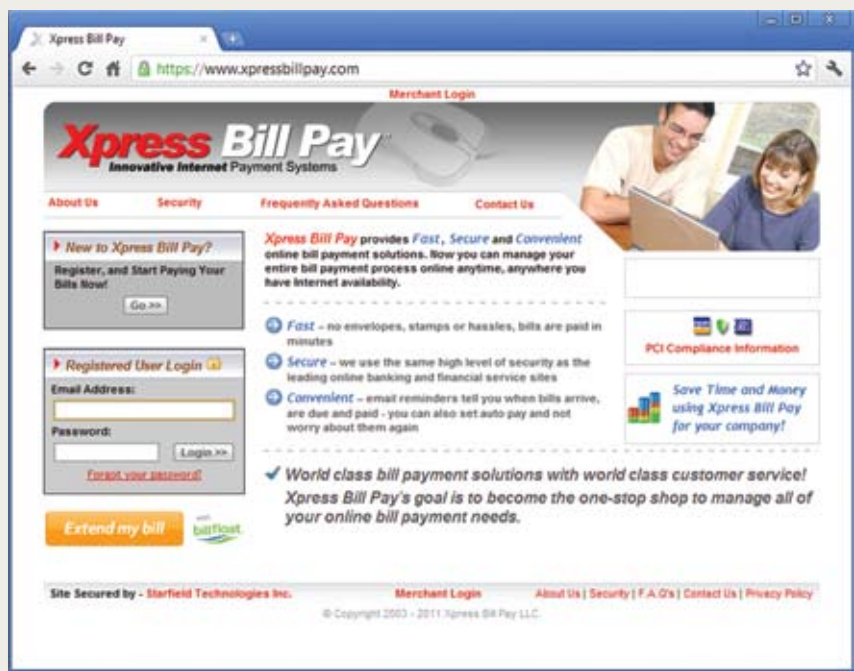 Xpress Bill Pay
https://www.xpressbillpay.com
Merchant Login
Xpress Bill Pay
Innovative Internet Payment Systems
About Us
Security
Frequently Asked Questions
Contact Us
New to Xpress Bill Pay?
Register, and Start Paying Your
Bills Now!
Go >>
Registered User Login
Email Address:
Password:
Login >>
Forgot your password?
Extend my bill
with
billfloat
Xpress Bill Pay provides Fast, Secure and Convenient
online bill payment solutions. Now you can manage your
entire bill payment process online anytime, anywhere you
have Internet availability.
Fast – no envelopes, stamps or hassles, bills are paid in
minutes
Secure – we use the same high level of security as the
leading online banking and financial service sites
Convenient – email reminders tell you when bills arrive,
are due and paid - you can also set auto pay and not
worry about them again
World class bill payment solutions with world class customer service!
Xpress Bill Pay's goal is to become the one-stop shop to manage all of
your online bill payment needs.
PCI Compliance Information
Save Time and Money
using Xpress Bill Pay
for your company!
Site Secured by - Starfield Technologies Inc.
Merchant Login
About Us | Security | F.A.Q's | Contact Us | Privacy Policy
© Copyright 2003 - 2011 Xpress Bill Pay LLC.